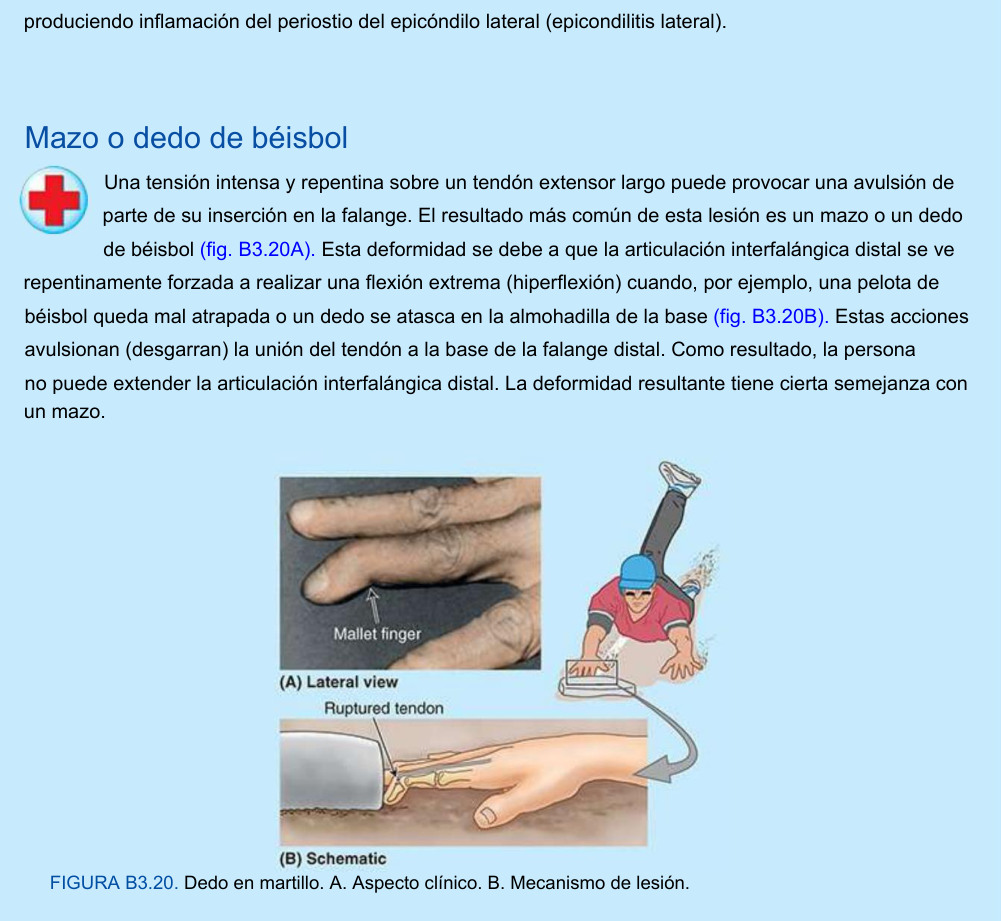 produciendo inflamación del periostio del epicóndilo lateral (epicondilitis lateral).
Mazo o dedo de béisbol
Una tensión intensa y repentina sobre un tendón extensor largo puede provocar una avulsión de
parte de su inserción en la falange. El resultado más común de esta lesión es un mazo o un dedo
de béisbol (fig. B3.20A). Esta deformidad se debe a que la articulación interfalángica distal se ve
repentinamente forzada a realizar una flexión extrema (hiperflexión) cuando, por ejemplo, una pelota de
béisbol queda mal atrapada o un dedo se atasca en la almohadilla de la base (fig. B3.20B). Estas acciones
avulsionan (desgarran) la unión del tendón a la base de la falange distal. Como resultado, la persona
no puede extender la articulación interfalángica distal. La deformidad resultante tiene cierta semejanza con
un mazo.
Mallet finger
(A) Lateral view
Ruptured tendon
(B) Schematic
FIGURA B3.20. Dedo en martillo. A. Aspecto clínico. B. Mecanismo de lesión.